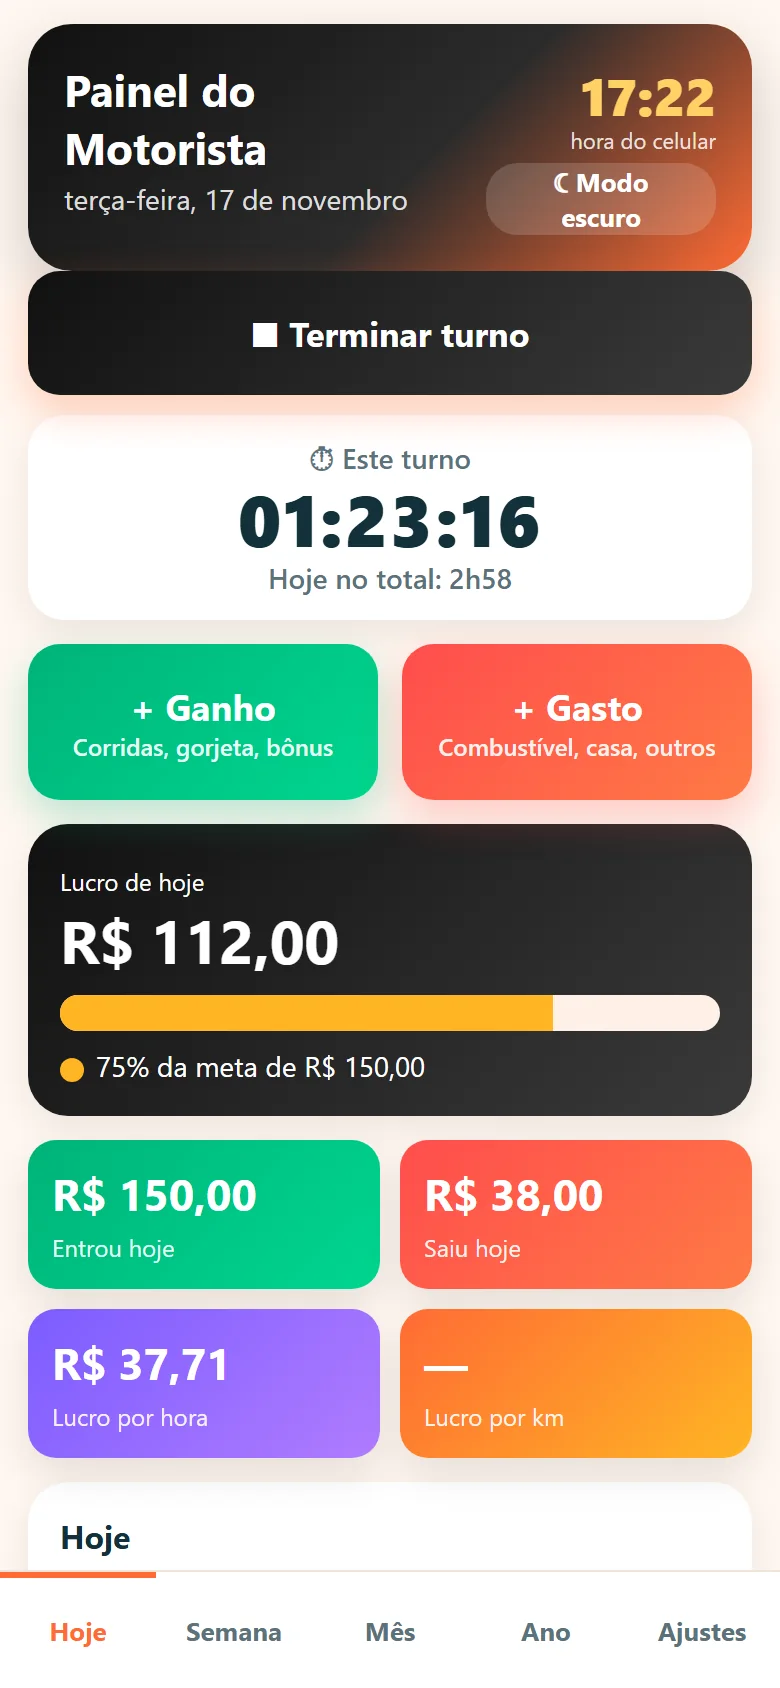 Painel do
Motorista
terça-feira, 17 de novembro
17:22
hora do celular
☾ Modo
escuro
■ Terminar turno
⏱ Este turno
01:23:16
Hoje no total: 2h58
+ Ganho
Corridas, gorjeta, bônus
+ Gasto
Combustível, casa, outros
Lucro de hoje
R$ 112,00
75% da meta de R$ 150,00
R$ 150,00
Entrou hoje
R$ 38,00
Saiu hoje
R$ 37,71
Lucro por hora
—
Lucro por km
Hoje
Hoje
Semana
Mês
Ano
Ajustes